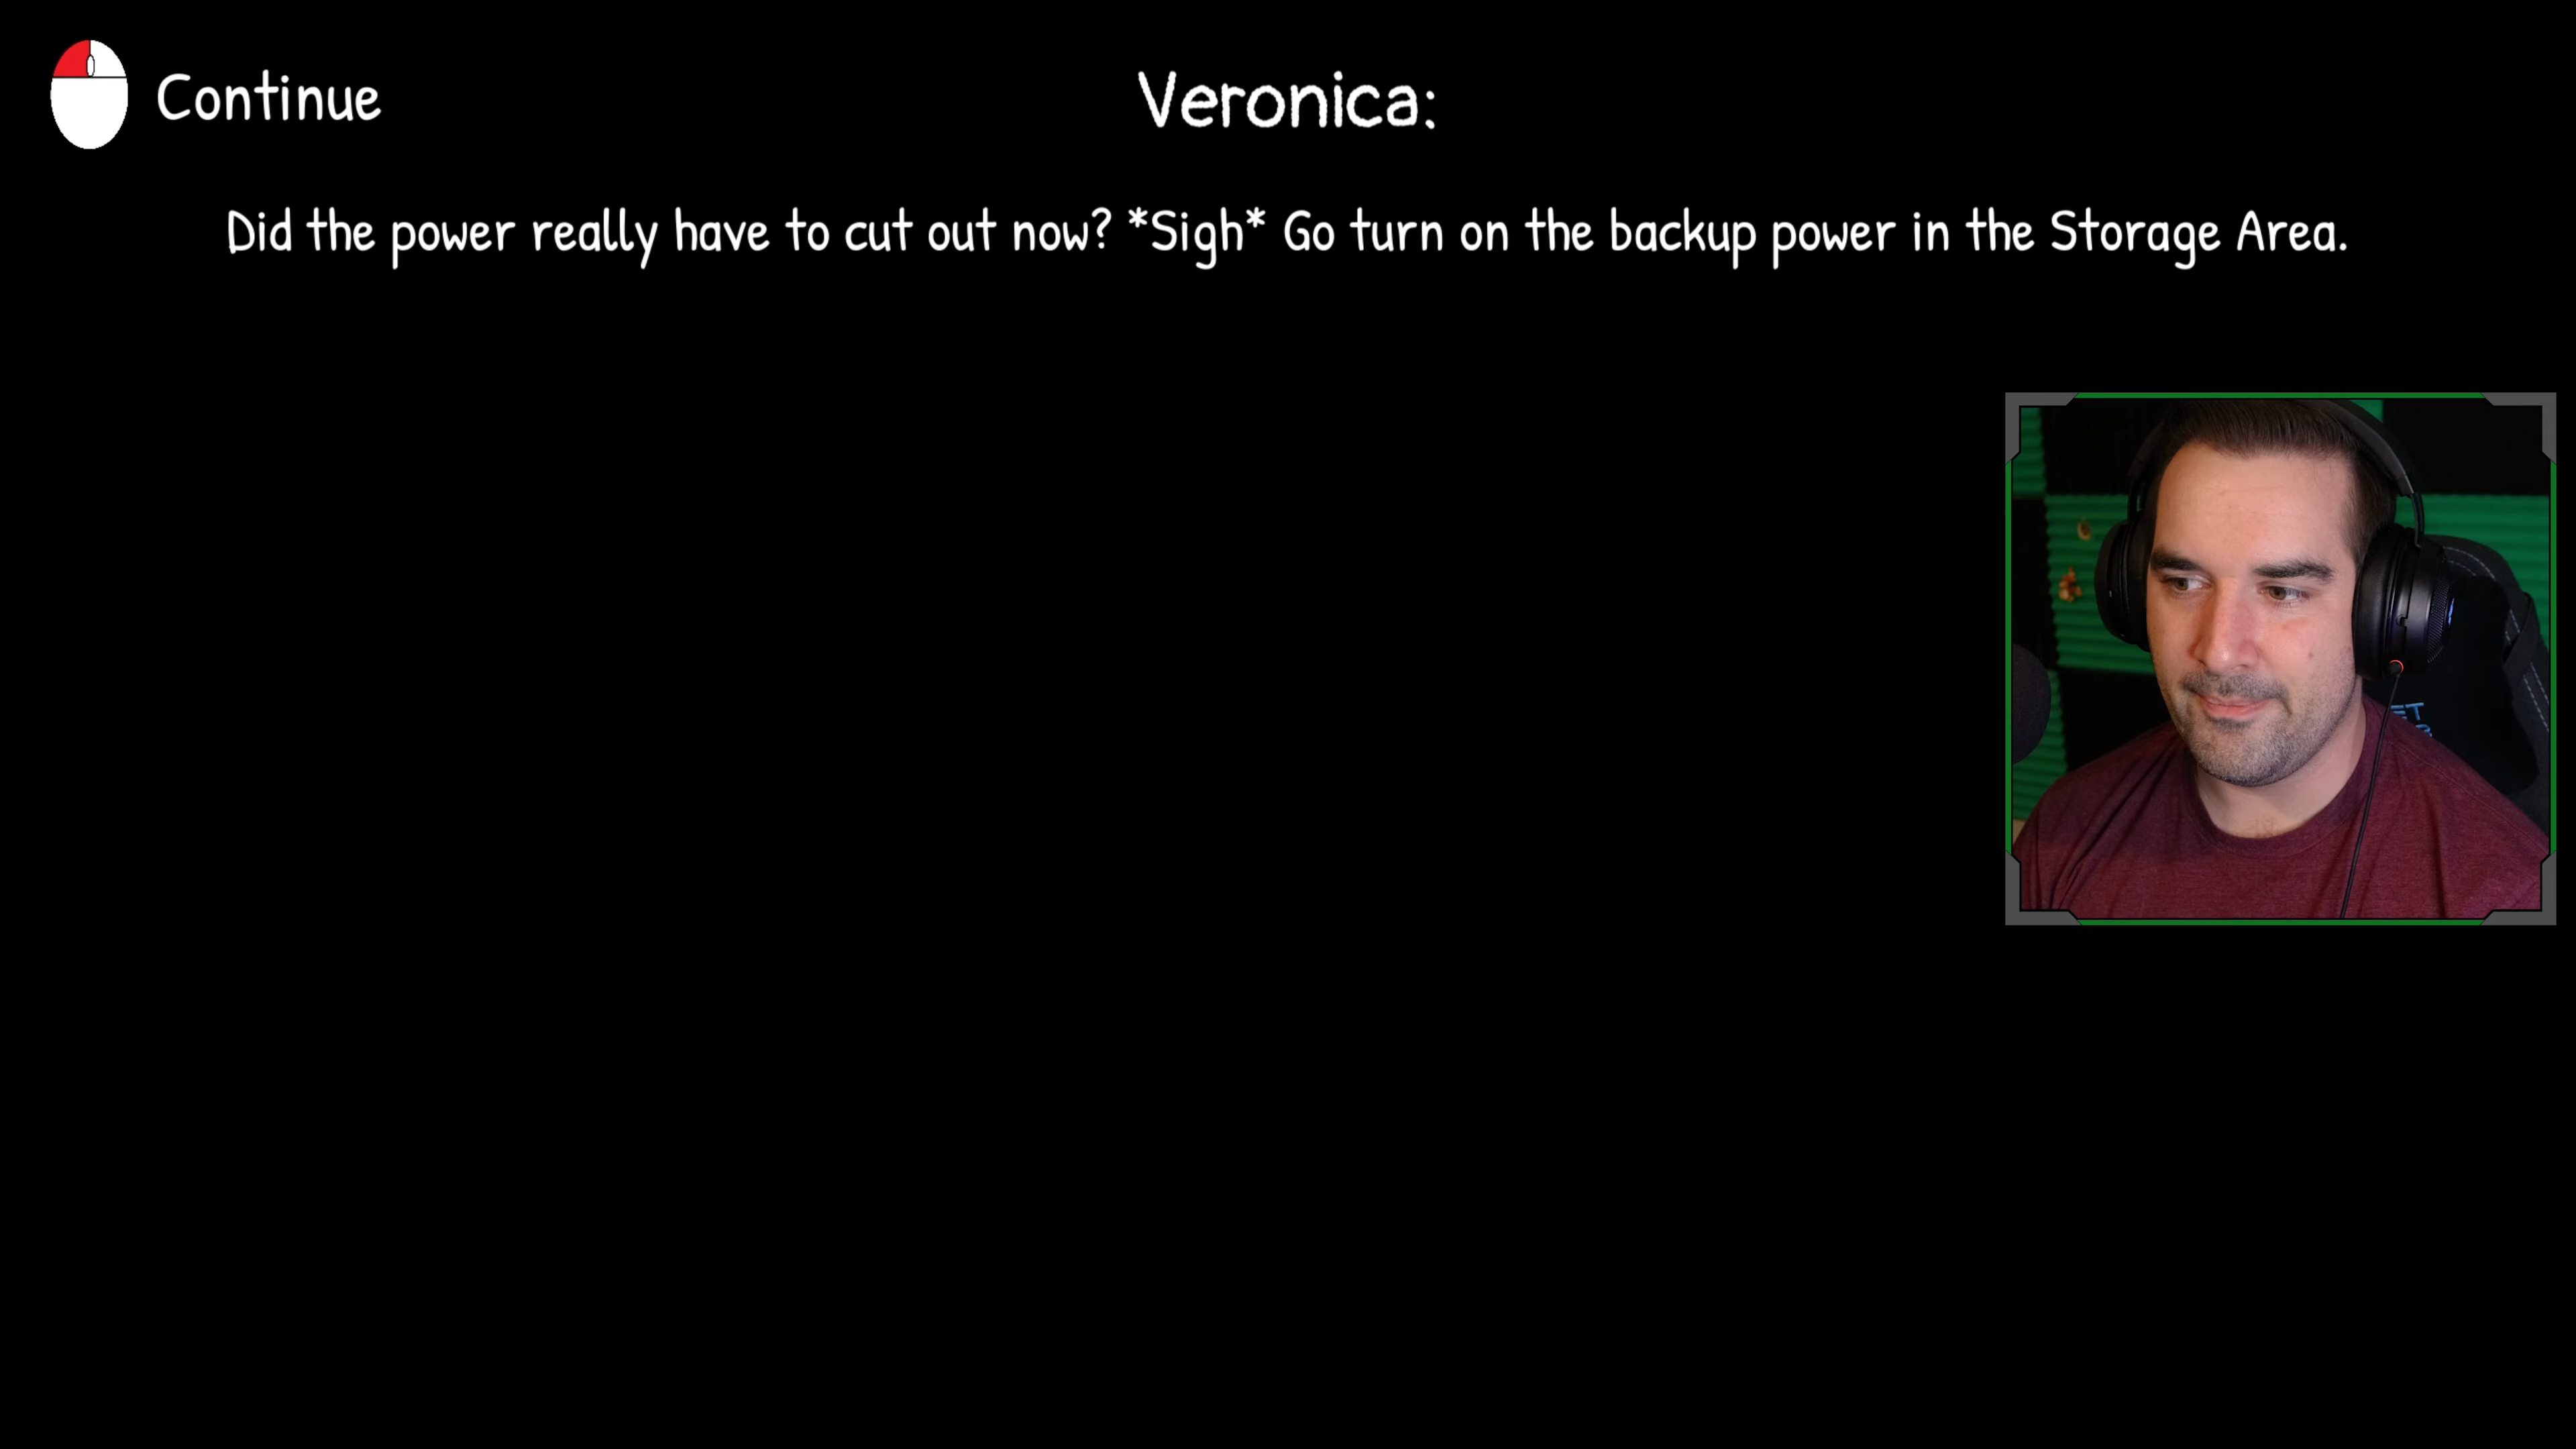 Continue
Veronica:
Did the power really have to cut out now? *Sigh* Go turn on the backup power in the Storage Area.